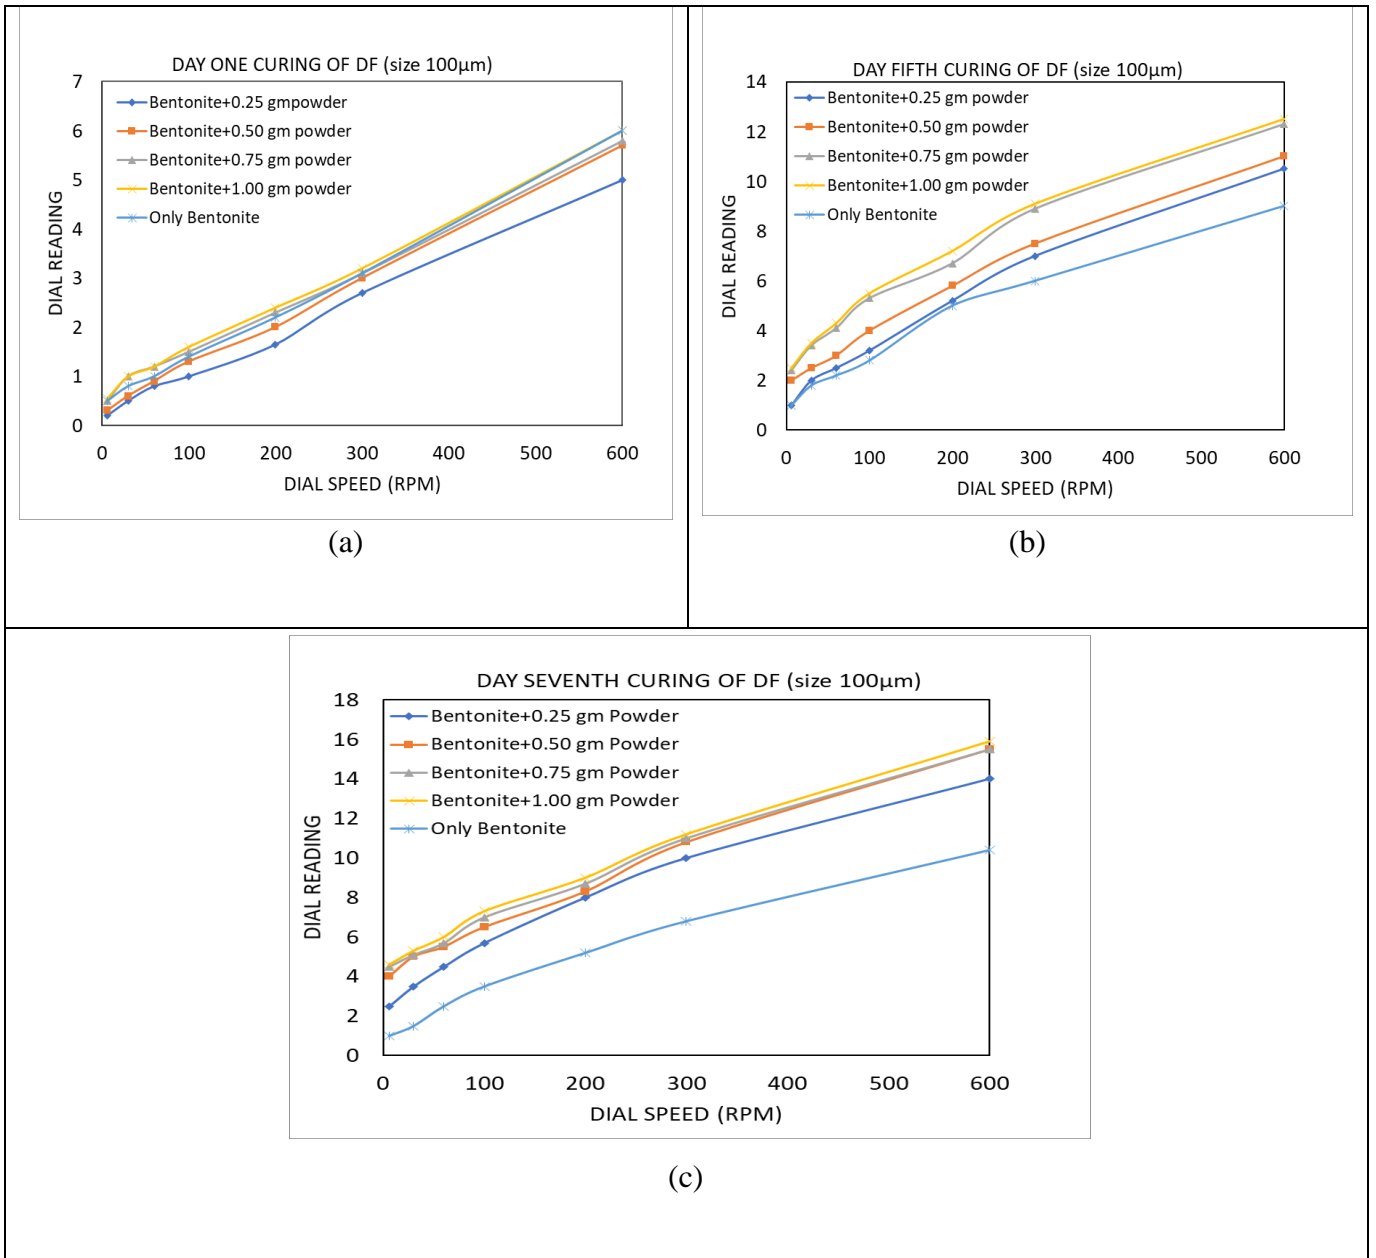 DAY ONE CURING OF DF (size 100µm)
7
6
5
4
3
2
1
0
DIAL READING
Bentonite+0.25 gmpowder
Bentonite+0.50 gm powder
Bentonite+0.75 gm powder
Bentonite+1.00 gm powder
Only Bentonite
0 100 200 300 400 500 600
DIAL SPEED (RPM)
(a)
DAY FIFTH CURING OF DF (size 100µm)
14
12
10
8
6
4
2
0
DIAL READING
Bentonite+0.25 gm powder
Bentonite+0.50 gm powder
Bentonite+0.75 gm powder
Bentonite+1.00 gm powder
Only Bentonite
0 100 200 300 400 500 600
DIAL SPEED (RPM)
(b)
DAY SEVENTH CURING OF DF (size 100µm)
18
16
14
12
10
8
6
4
2
0
DIAL READING
Bentonite+0.25 gm Powder
Bentonite+0.50 gm Powder
Bentonite+0.75 gm Powder
Bentonite+1.00 gm Powder
Only Bentonite
0 100 200 300 400 500 600
DIAL SPEED (RPM)
(c)